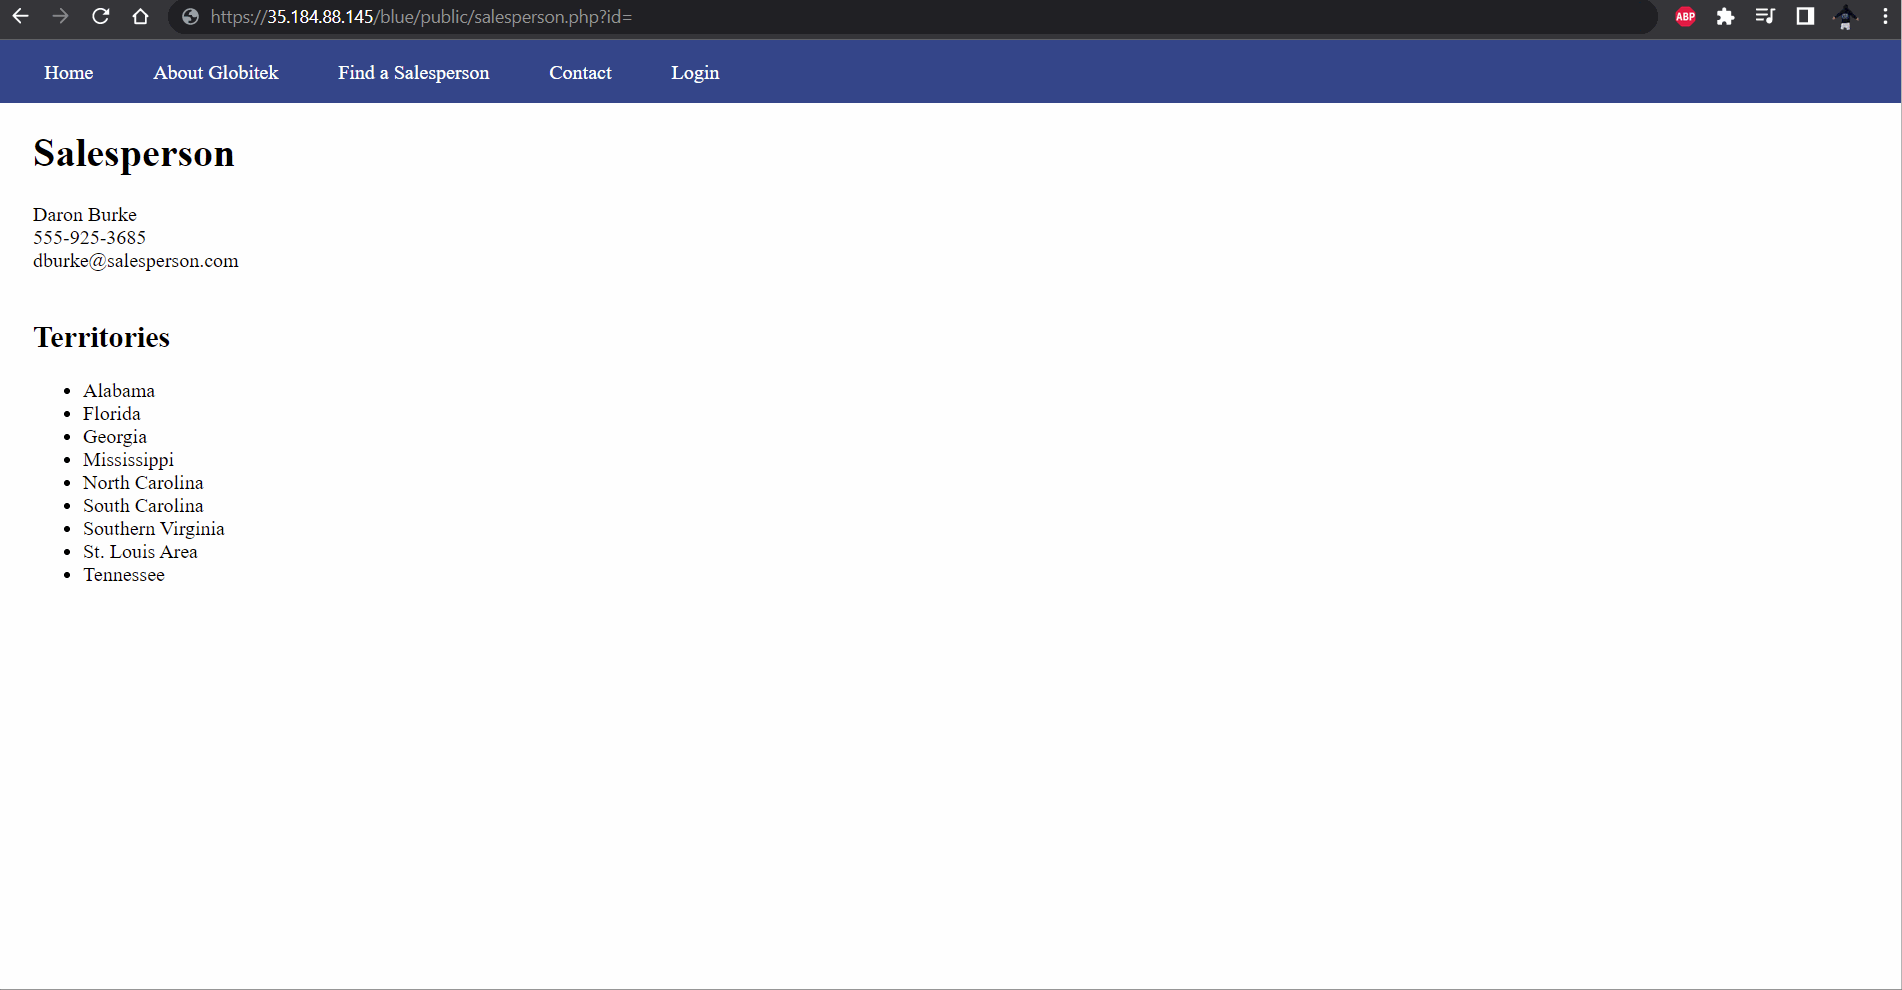 https://35.184.88.145/blue/public/salesperson.php?id=
ABP
Home About Globitek Find a Salesperson Contact Login
Salesperson
Daron Burke
555-925-3685
dburke@salesperson.com
Territories
• Alabama
• Florida
• Georgia
• Mississippi
• North Carolina
• South Carolina
• Southern Virginia
• St. Louis Area
• Tennessee